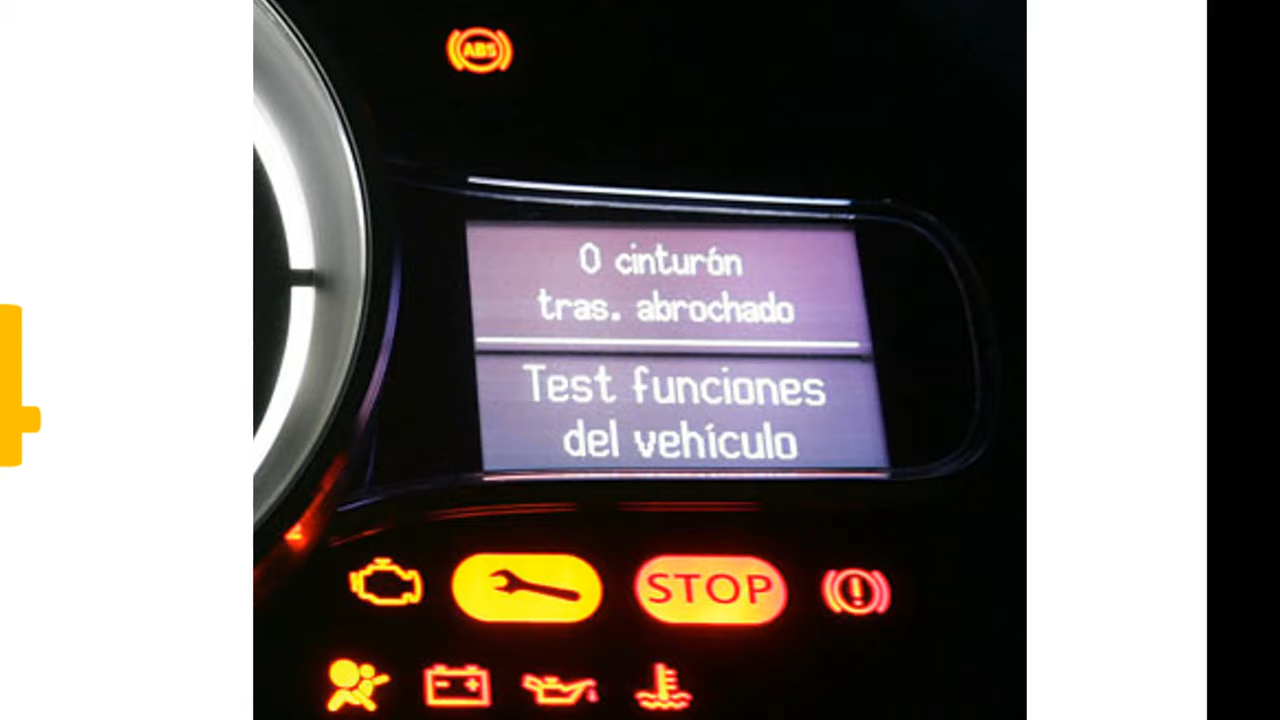 ABS
0 cinturón
tras. abrochado
Test funciones
del vehículo
STOP